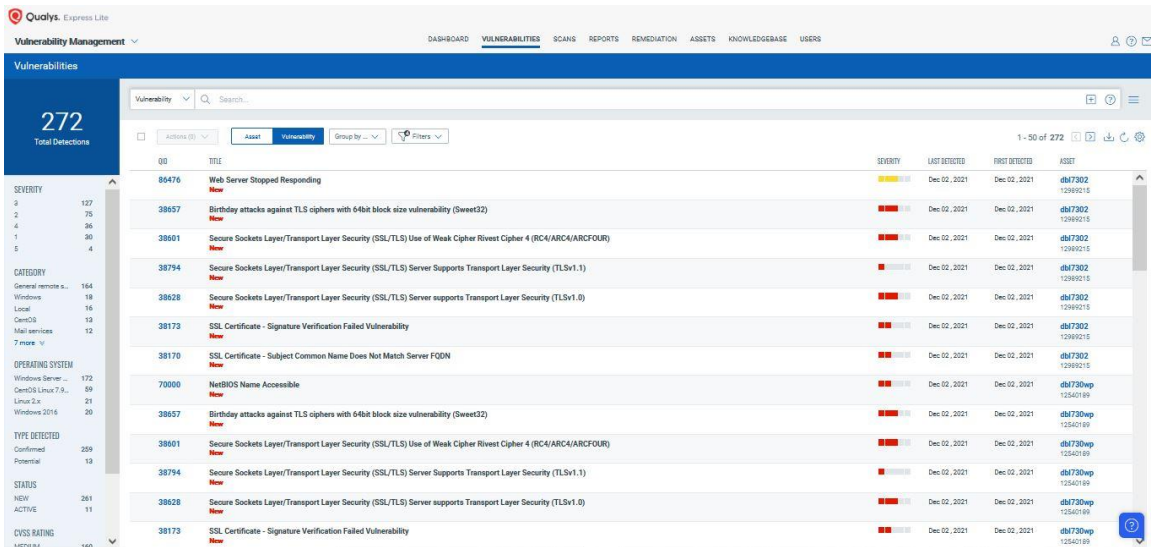 Qualys. Express Lite
Vulnerability Management
DASHBOARD VULNERABILITIES SCANS REPORTS REMEDIATION ASSETS KNOWLEDGEBASE USERS
Vulnerabilities
272
Total Detections
Vulnerability Search...
Asset Vulnerability Group by ... Filters
1 - 50 of 272
QID TITLE SEVERITY LAST DETECTED FIRST DETECTED ASSET
SEVERITY
3 127
2 75
4 36
1 30
5 4
CATEGORY
General remote s... 164
Windows 18
Local 16
CentOS 13
Mail services 12
7 more
OPERATING SYSTEM
Windows Server ... 172
CentOS Linux 7.9... 59
Linux 2.x 21
Windows 2016 20
TYPE DETECTED
Confirmed 259
Potential 13
STATUS
NEW 261
ACTIVE 11
CVSS RATING
MEDIUM 160
86476 Web Server Stopped Responding Dec 02, 2021 Dec 02, 2021 dbl7302
New 12989215
38657 Birthday attacks against TLS ciphers with 64bit block size vulnerability (Sweet32) Dec 02, 2021 Dec 02, 2021 dbl7302
New 12989215
38601 Secure Sockets Layer/Transport Layer Security (SSL/TLS) Use of Weak Cipher Rivest Cipher 4 (RC4/ARC4/ARCFOUR) Dec 02, 2021 Dec 02, 2021 dbl7302
New 12989215
38794 Secure Sockets Layer/Transport Layer Security (SSL/TLS) Server Supports Transport Layer Security (TLSv1.1) Dec 02, 2021 Dec 02, 2021 dbl7302
New 12989215
38628 Secure Sockets Layer/Transport Layer Security (SSL/TLS) Server supports Transport Layer Security (TLSv1.0) Dec 02, 2021 Dec 02, 2021 dbl7302
New 12989215
38173 SSL Certificate - Signature Verification Failed Vulnerability Dec 02, 2021 Dec 02, 2021 dbl7302
New 12989215
38170 SSL Certificate - Subject Common Name Does Not Match Server FQDN Dec 02, 2021 Dec 02, 2021 dbl7302
New 12989215
70000 NetBIOS Name Accessible Dec 02, 2021 Dec 02, 2021 dbl730wp
New 12540189
38657 Birthday attacks against TLS ciphers with 64bit block size vulnerability (Sweet32) Dec 02, 2021 Dec 02, 2021 dbl730wp
New 12540189
38601 Secure Sockets Layer/Transport Layer Security (SSL/TLS) Use of Weak Cipher Rivest Cipher 4 (RC4/ARC4/ARCFOUR) Dec 02, 2021 Dec 02, 2021 dbl730wp
New 12540189
38794 Secure Sockets Layer/Transport Layer Security (SSL/TLS) Server Supports Transport Layer Security (TLSv1.1) Dec 02, 2021 Dec 02, 2021 dbl730wp
New 12540189
38628 Secure Sockets Layer/Transport Layer Security (SSL/TLS) Server supports Transport Layer Security (TLSv1.0) Dec 02, 2021 Dec 02, 2021 dbl730wp
New 12540189
38173 SSL Certificate - Signature Verification Failed Vulnerability Dec 02, 2021 Dec 02, 2021 dbl730wp
New 12540189